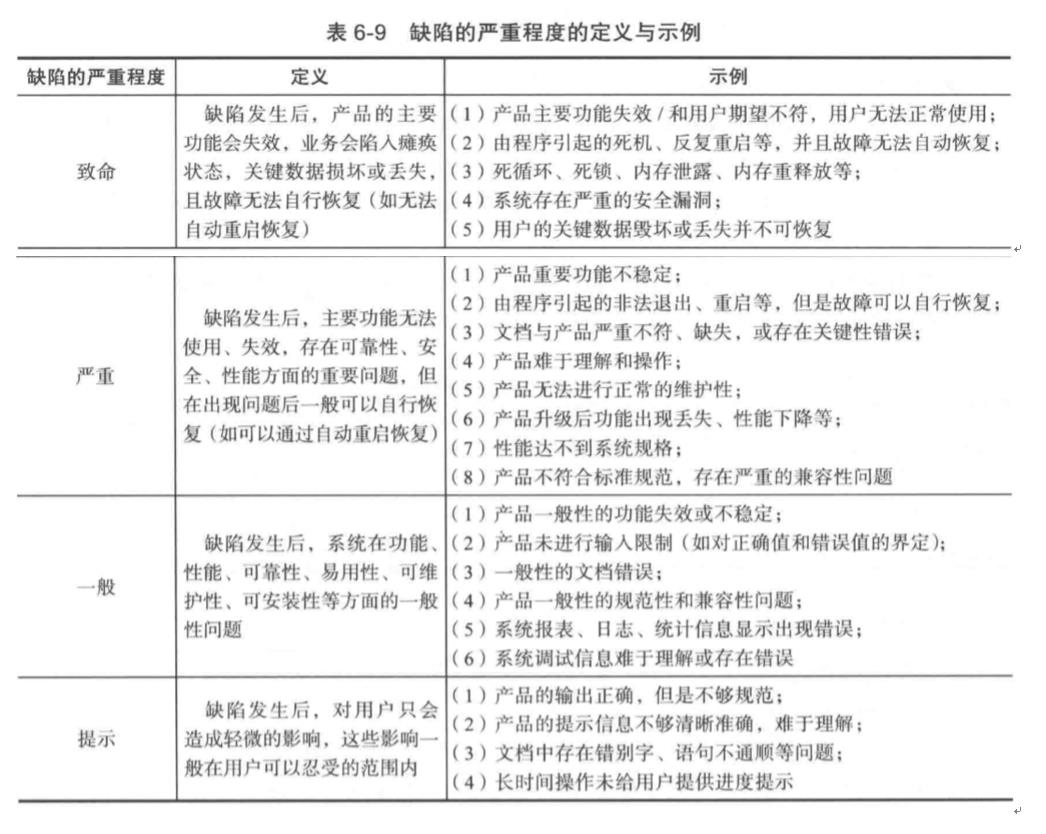 表 6-9 缺陷的严重程度的定义与示例
缺陷的严重程度 定义 示例
致命
缺陷发生后，产品的主要
功能会失效，业务会陷入瘫痪
状态，关键数据损坏或丢失，
且故障无法自行恢复（如无法
自动重启恢复）
（1）产品主要功能失效 / 和用户期望不符，用户无法正常使用；
（2）由程序引起的死机、反复重启等，并且故障无法自动恢复；
（3）死循环、死锁、内存泄露、内存重释放等；
（4）系统存在严重的安全漏洞；
（5）用户的关键数据毁坏或丢失并不可恢复
严重
缺陷发生后，主要功能无法
使用、失效，存在可靠性、安
全、性能方面的重要问题，但
在出现问题后一般可以自行恢
复（如可以通过自动重启恢复）
（1）产品重要功能不稳定；
（2）由程序引起的非法退出、重启等，但是故障可以自行恢复；
（3）文档与产品严重不符、缺失，或存在关键性错误；
（4）产品难于理解和操作；
（5）产品无法进行正常的维护性；
（6）产品升级后功能出现丢失、性能下降等；
（7）性能达不到系统规格；
（8）产品不符合标准规范，存在严重的兼容性问题
一般
缺陷发生后，系统在功能、
性能、可靠性、易用性、可维
护性、可安装性等方面的一般
性问题
（1）产品一般性的功能失效或不稳定；
（2）产品未进行输入限制（如对正确值和错误值的界定）；
（3）一般性的文档错误；
（4）产品一般性的规范性和兼容性问题；
（5）系统报表、日志、统计信息显示出现错误；
（6）系统调试信息难于理解或存在错误
提示
缺陷发生后，对用户只会
造成轻微的影响，这些影响一
般在用户可以忍受的范围内
（1）产品的输出正确，但是不够规范；
（2）产品的提示信息不够清晰准确，难于理解；
（3）文档中存在错别字、语句不通顺等问题；
（4）长时间操作未给用户提供进度提示